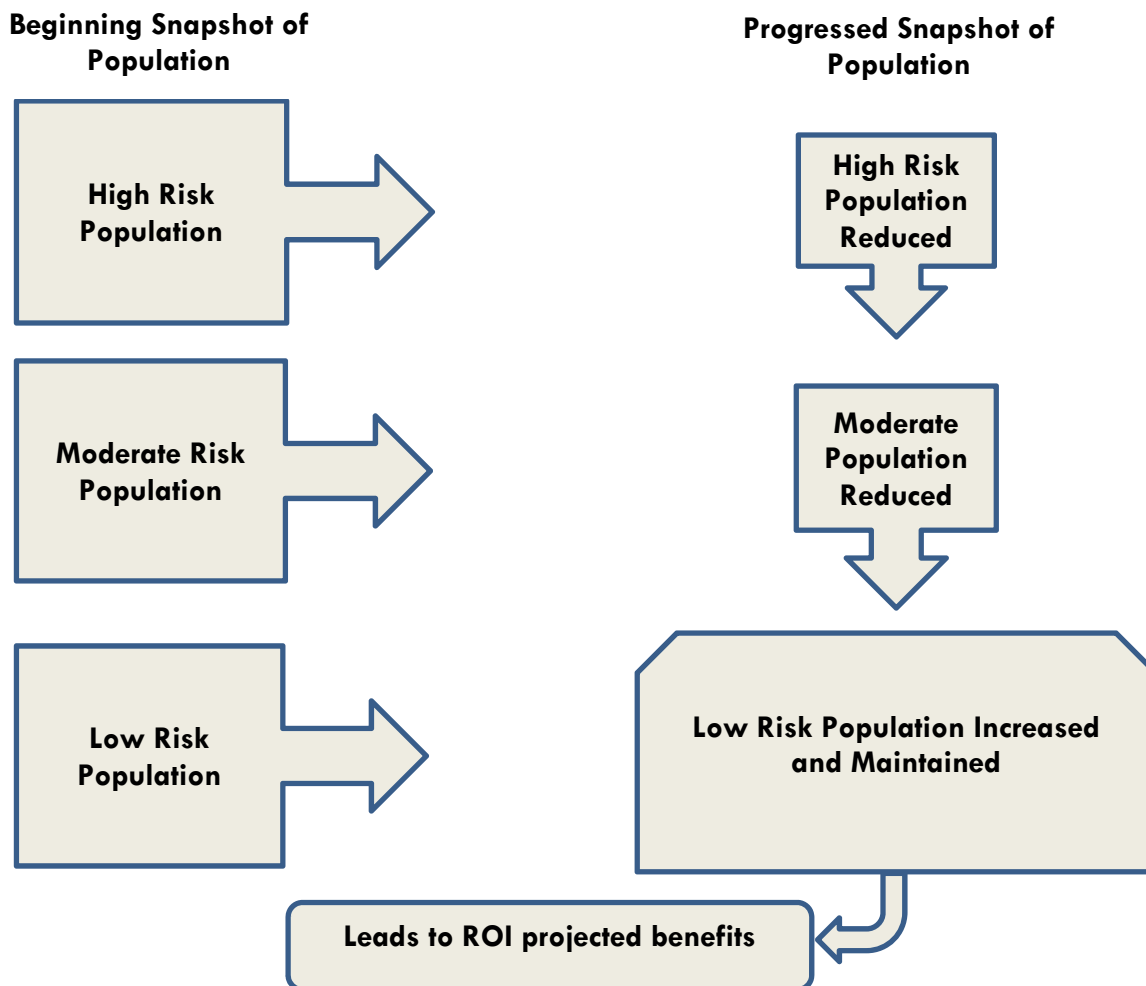 Beginning Snapshot of
Population
Progressed Snapshot of
Population
High Risk
Population
High Risk
Population
Reduced
Moderate Risk
Population
Moderate
Population
Reduced
Low Risk
Population
Low Risk Population Increased
and Maintained
Leads to ROI projected benefits